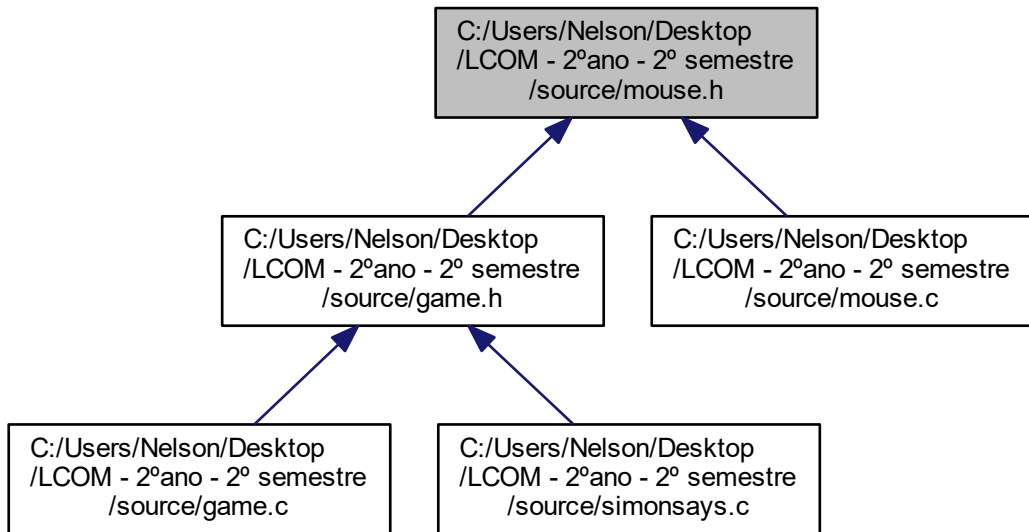 C:/Users/Nelson/Desktop
/LCOM - 2ºano - 2º semestre
/source/mouse.h
C:/Users/Nelson/Desktop
/LCOM - 2ºano - 2º semestre
/source/game.h
C:/Users/Nelson/Desktop
/LCOM - 2ºano - 2º semestre
/source/mouse.c
C:/Users/Nelson/Desktop
/LCOM - 2ºano - 2º semestre
/source/game.c
C:/Users/Nelson/Desktop
/LCOM - 2ºano - 2º semestre
/source/simonsays.c